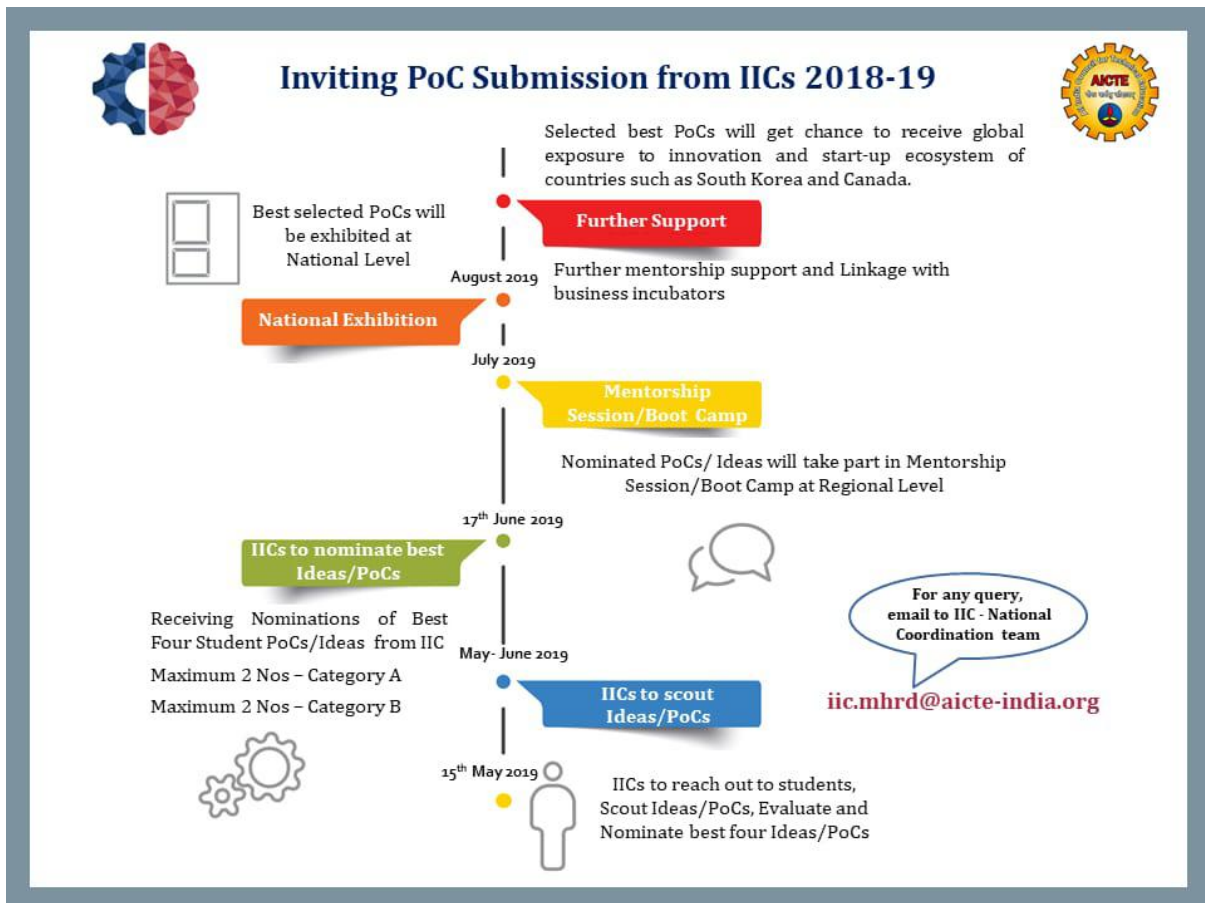 Inviting PoC Submission from IICs 2018-19
AICTE
Selected best PoCs will get chance to receive global
exposure to innovation and start-up ecosystem of
countries such as South Korea and Canada.
Further Support
Best selected PoCs will
be exhibited at
National Level
August 2019
Further mentorship support and Linkage with
business incubators
National Exhibition
July 2019
Mentorship
Session/Boot Camp
Nominated PoCs/ Ideas will take part in Mentorship
Session/Boot Camp at Regional Level
17th June 2019
IICs to nominate best
Ideas/PoCs
Receiving Nominations of Best
Four Student PoCs/Ideas from IIC
Maximum 2 Nos – Category A
Maximum 2 Nos – Category B
For any query,
email to IIC - National
Coordination team
iic.mhrd@aicte-india.org
May- June 2019
IICs to scout
Ideas/PoCs
15th May 2019
IICs to reach out to students,
Scout Ideas/PoCs, Evaluate and
Nominate best four Ideas/PoCs